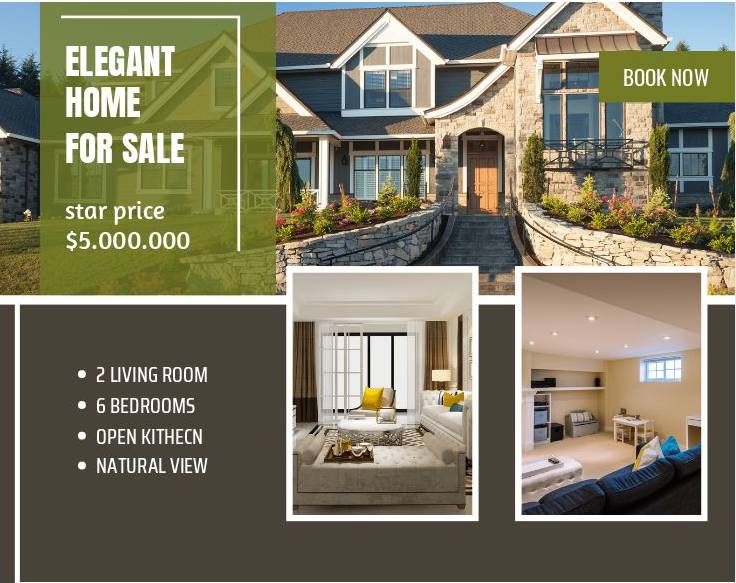 ELEGANT
HOME
FOR SALE
star price
$5.000.000
BOOK NOW
2 LIVING ROOM
6 BEDROOMS
OPEN KITHECN
NATURAL VIEW